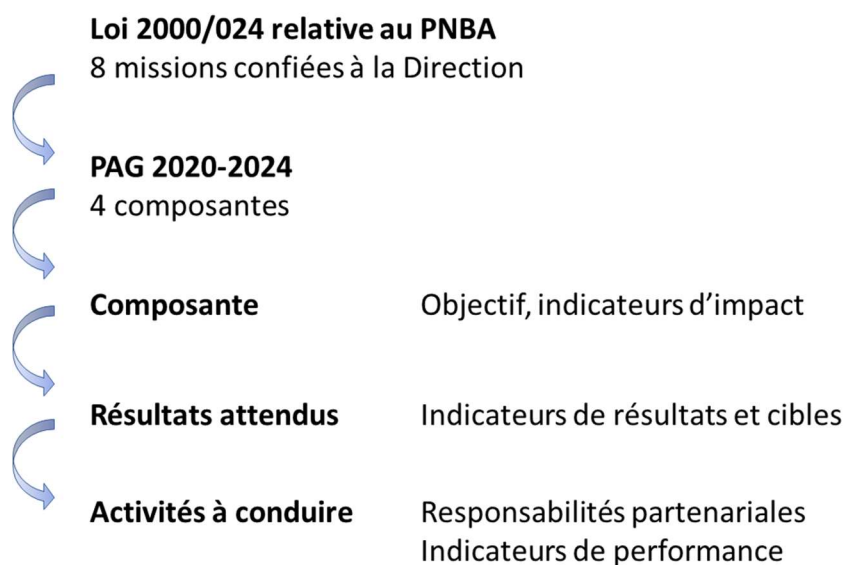 Loi 2000/024 relative au PNBA
8 missions confiées à la Direction
PAG 2020-2024
4 composantes
Composante Objectif, indicateurs d’impact
Résultats attendus Indicateurs de résultats et cibles
Activités à conduire Responsabilités partenariales
Indicateurs de performance